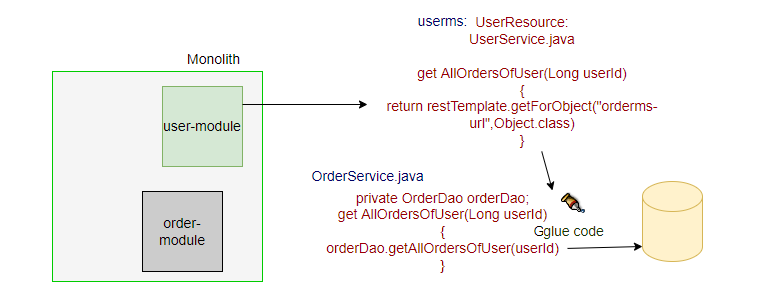 userms: UserResource:
UserService.java
Monolith
get AllOrdersOfUser(Long userId)
{
return restTemplate.getForObject("orderms-
url",Object.class)
}
user-module
OrderService.java
private OrderDao orderDao;
get AllOrdersOfUser(Long userId)
{
orderDao.getAllOrdersOfUser(userId)
}
Gglue code
order-
module